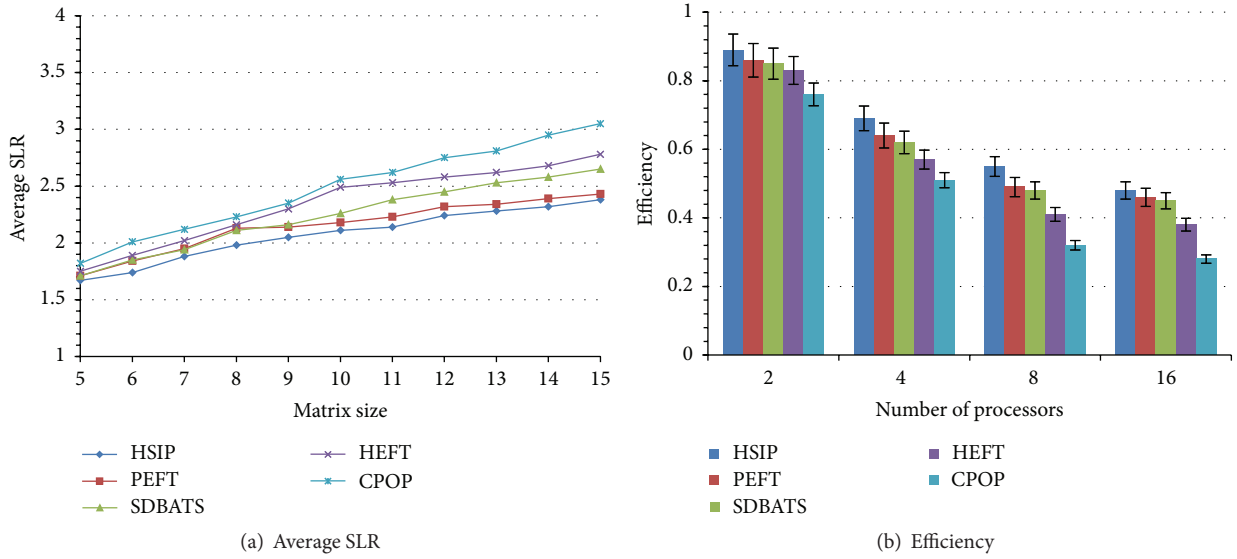 4
3.5
3
2.5
2
1.5
1
Average SLR
5 6 7 8 9 10 11 12 13 14 15
Matrix size
HSIP
PEFT
SDBATS
HEFT
CPOP
(a) Average SLR
1
0.8
0.6
0.4
0.2
0
Efficiency
2 4 8 16
Number of processors
HSIP
PEFT
SDBATS
HEFT
CPOP
(b) Efficiency